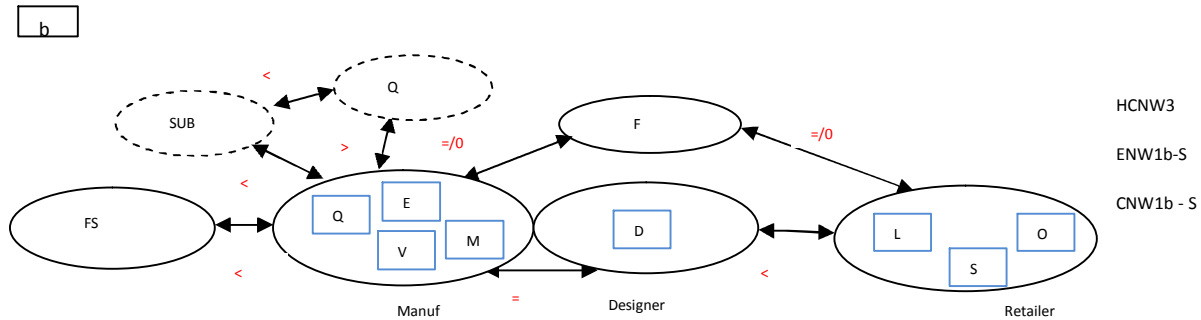 b
<
Q
SUB
>
=/0
F
=/0
HCNW3
ENW1b-S
CNW1b - S
<
FS
Q
E
V
M
D
L
S
O
<
=
<
Manuf
Designer
Retailer